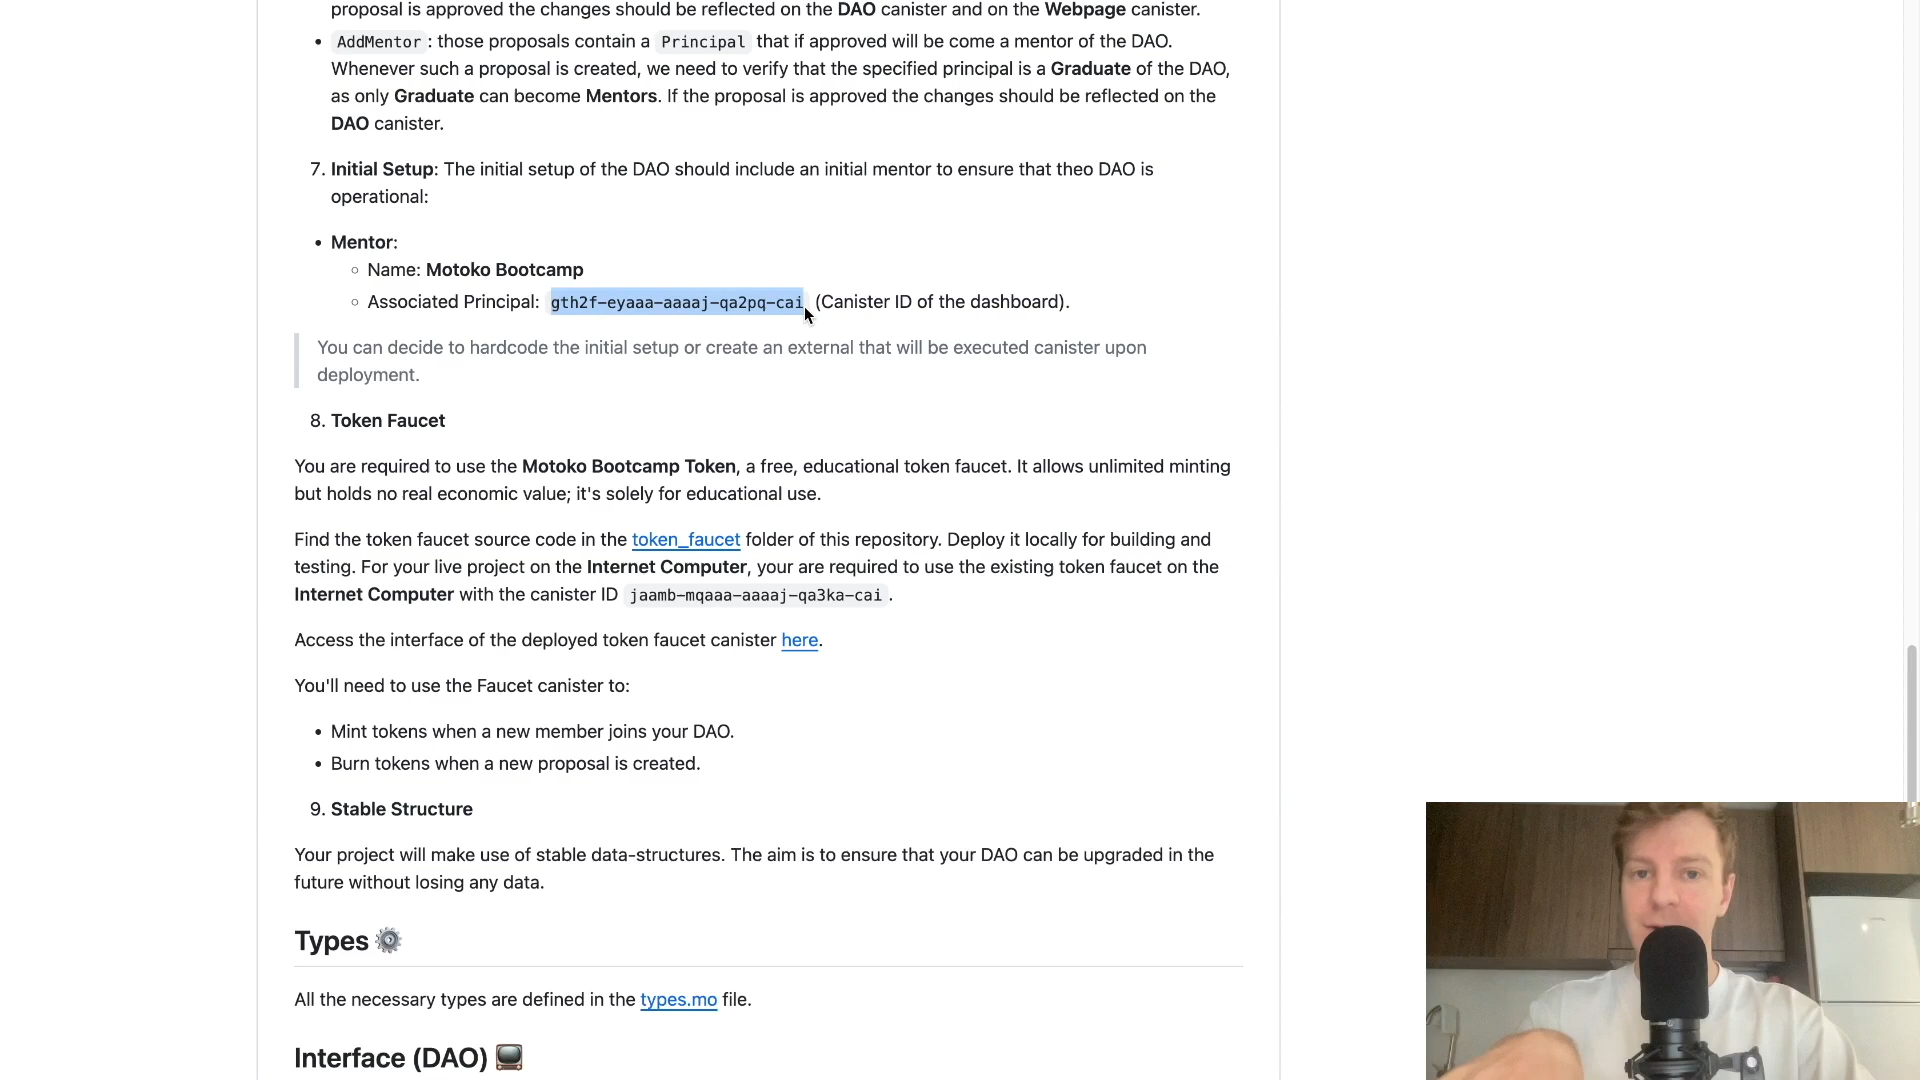 proposal is approved the changes should be reflected on the DAO canister and on the Webpage canister.
• AddMentor : those proposals contain a Principal that if approved will be come a mentor of the DAO.
Whenever such a proposal is created, we need to verify that the specified principal is a Graduate of the DAO,
as only Graduate can become Mentors. If the proposal is approved the changes should be reflected on the
DAO canister.
7. Initial Setup: The initial setup of the DAO should include an initial mentor to ensure that theo DAO is
operational:
• Mentor:
◦ Name: Motoko Bootcamp
◦ Associated Principal: gth2f-eyaaa-aaaaj-qa2pq-cai (Canister ID of the dashboard).
You can decide to hardcode the initial setup or create an external that will be executed canister upon
deployment.
8. Token Faucet
You are required to use the Motoko Bootcamp Token, a free, educational token faucet. It allows unlimited minting
but holds no real economic value; it's solely for educational use.
Find the token faucet source code in the token_faucet folder of this repository. Deploy it locally for building and
testing. For your live project on the Internet Computer, your are required to use the existing token faucet on the
Internet Computer with the canister ID jaamb-mqaaa-aaaaj-qa3ka-cai .
Access the interface of the deployed token faucet canister here.
You'll need to use the Faucet canister to:
• Mint tokens when a new member joins your DAO.
• Burn tokens when a new proposal is created.
9. Stable Structure
Your project will make use of stable data-structures. The aim is to ensure that your DAO can be upgraded in the
future without losing any data.
Types ⚙️
All the necessary types are defined in the types.mo file.
Interface (DAO) 📺